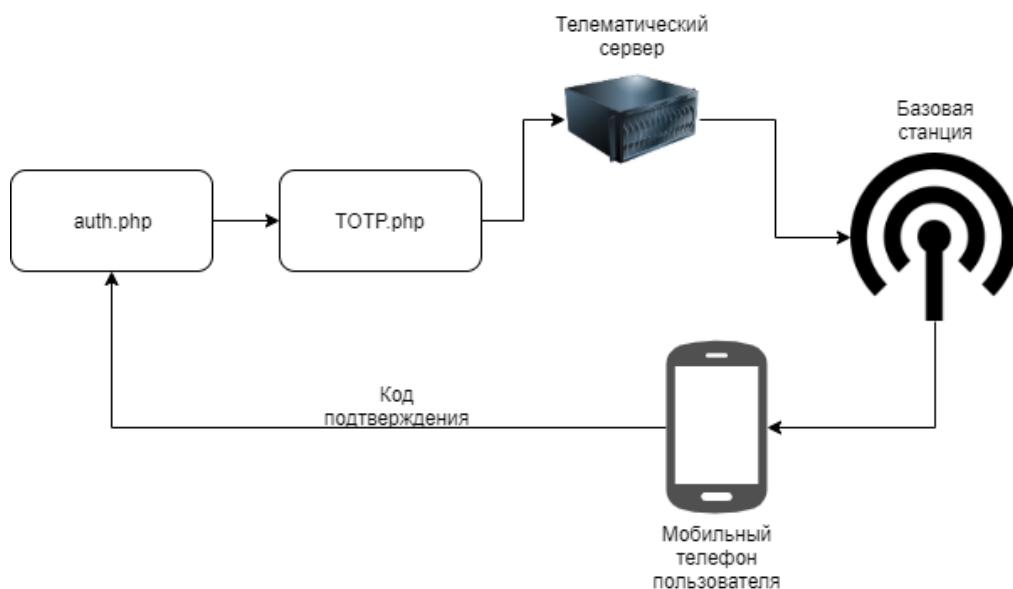 Телематический
сервер
Базовая
станция
auth.php
TOTP.php
Код
подтверждения
Мобильный
телефон
пользователя